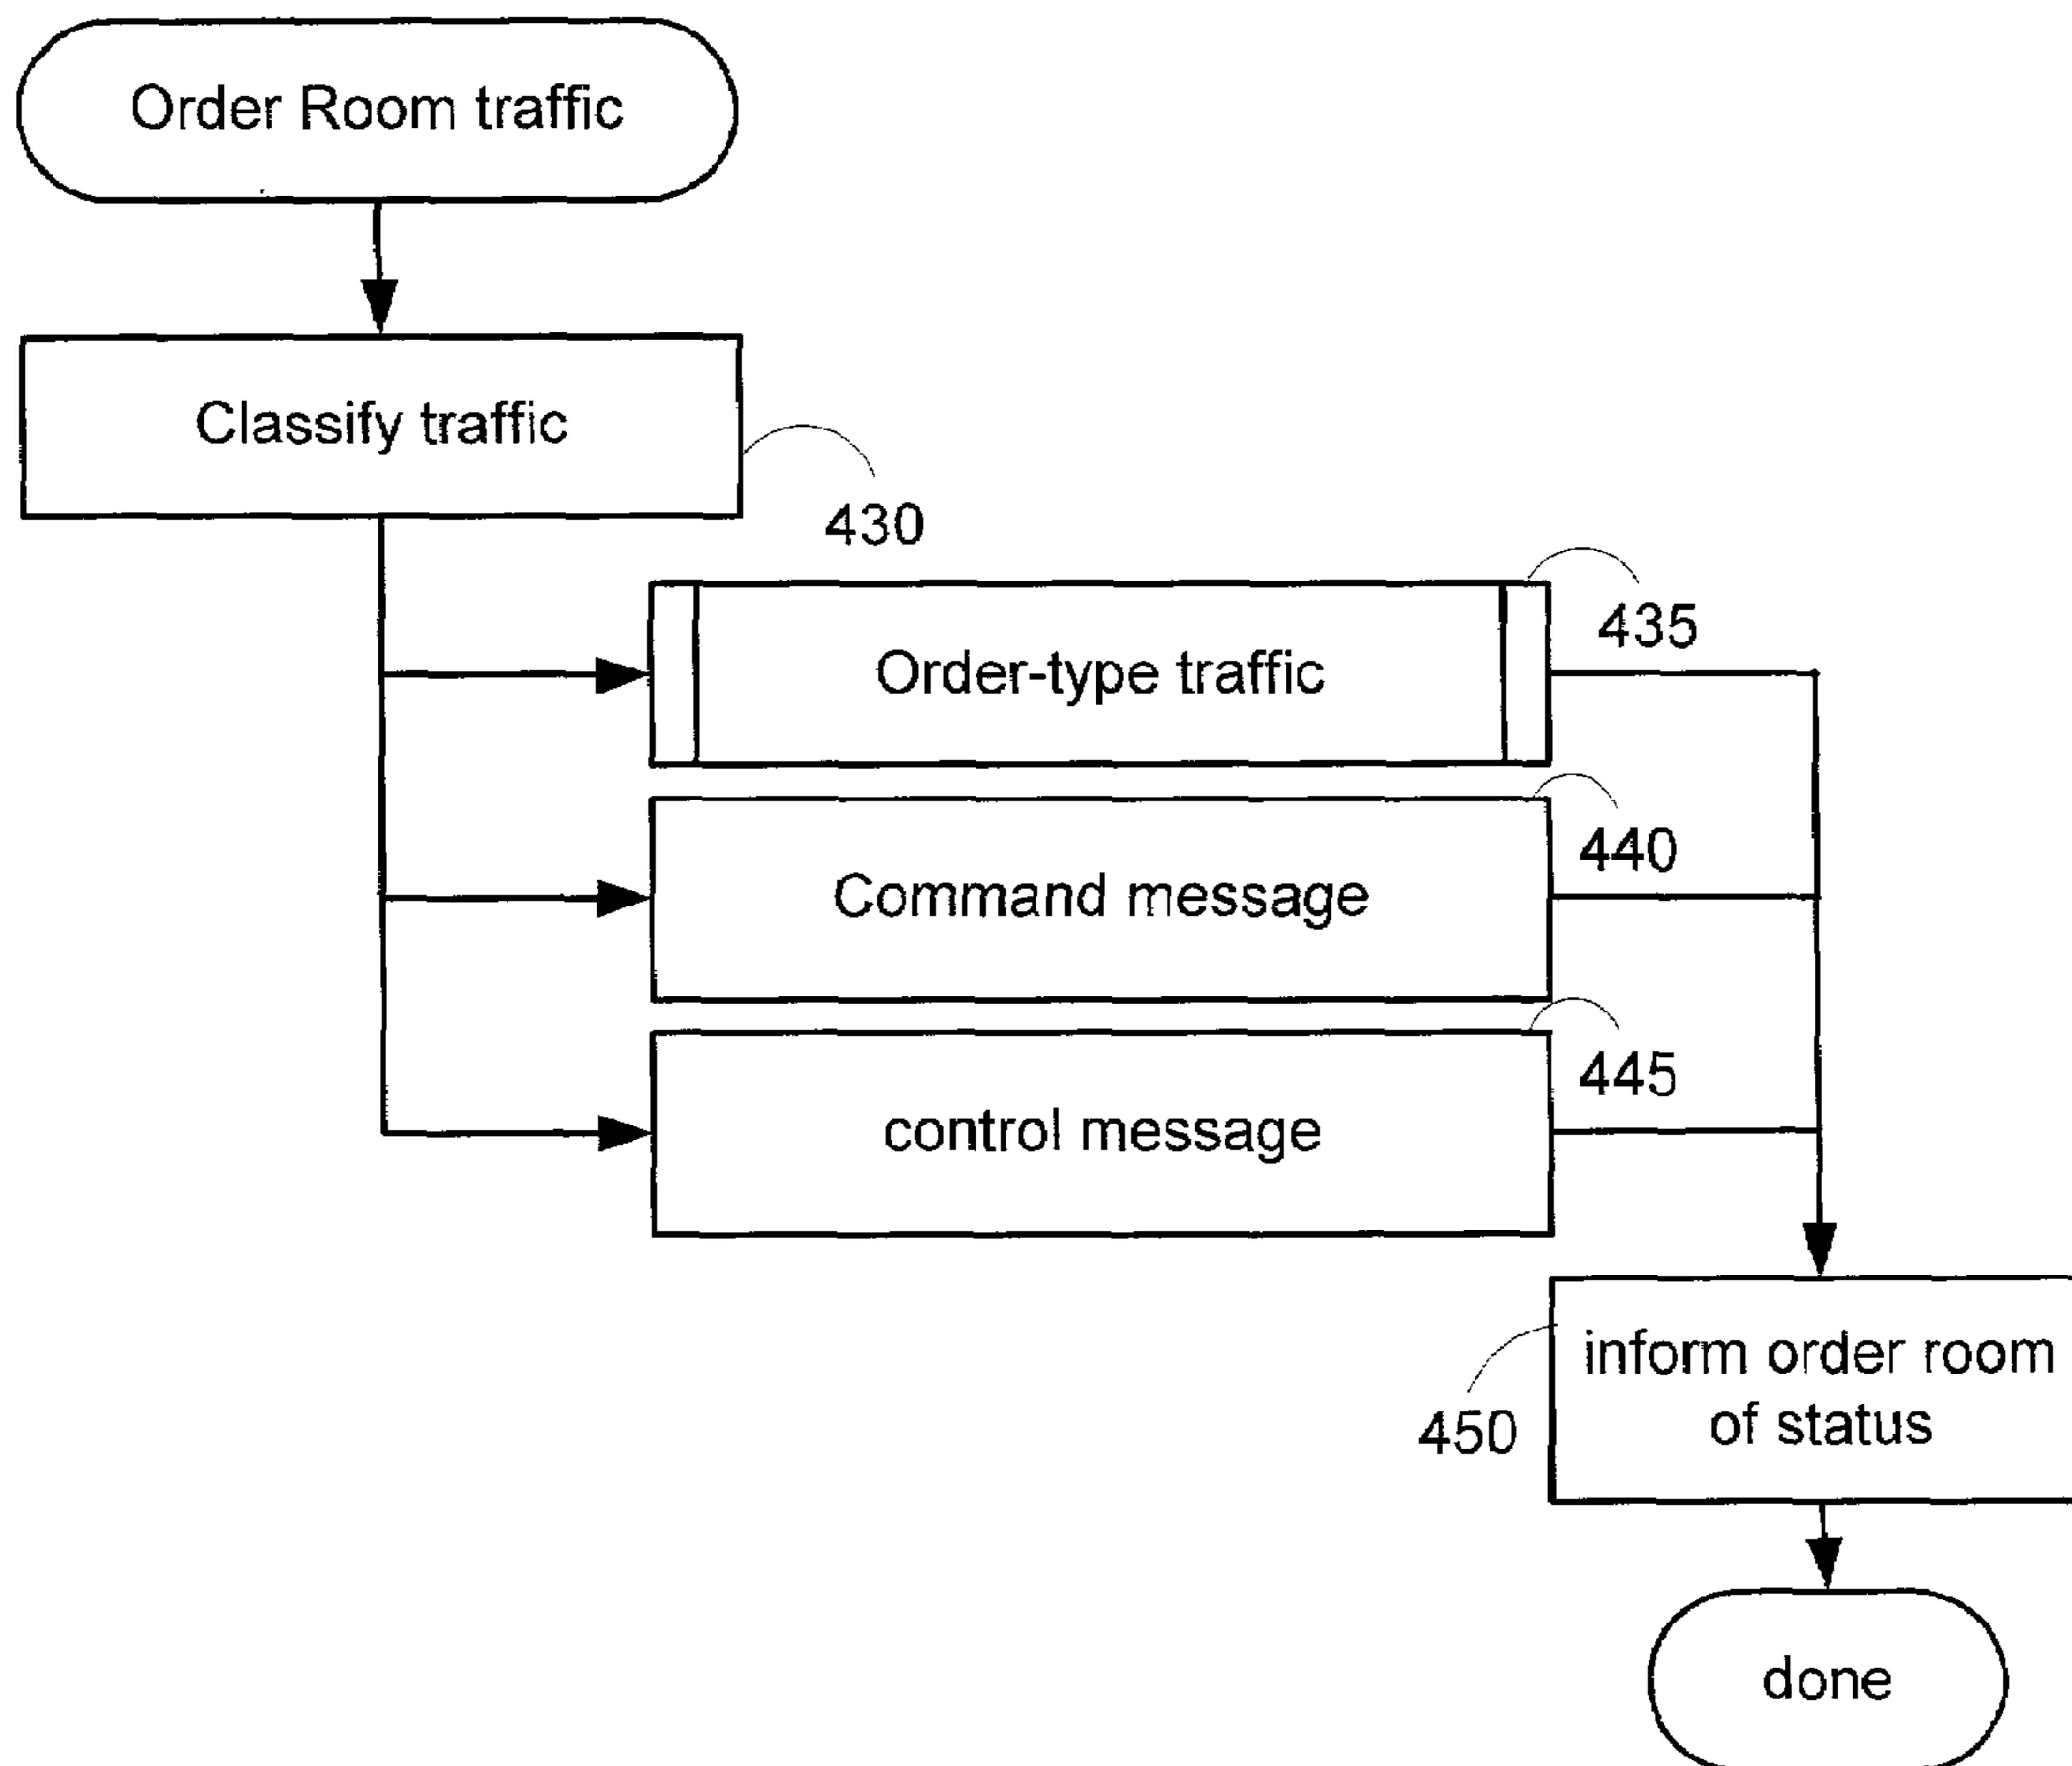 Order Room traffic
Classify traffic
430
435
Order-type traffic
440
Command message
445
control message
inform order room
of status
450
done